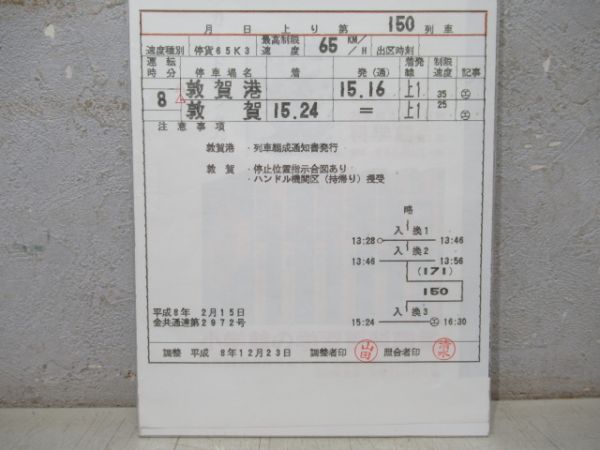 月 日 上り第 150 列車
速度種別 停貨65K3 最高制限速度 65 KM/H 出区時刻
運転時分 停車場名 着 発(通) 着発線 制限速度 記事
8 敦賀港 15.16 上1 35 ㋓
敦賀 15.24 = 上1 25 ㋓
注意事項
敦賀港 ・列車編成通知書発行
敦賀 ・停止位置指示合図あり
・ハンドル機関区(持帰り)授受
略
入換1
13:28 13:46
入換2
13:46 13:56
(171)
150
入換3
15:24 ㋓ 16:30
平成8年 2月15日
金共通達第2972号
調整 平成 8年12月23日 調整者印 山田 照合者印 清水